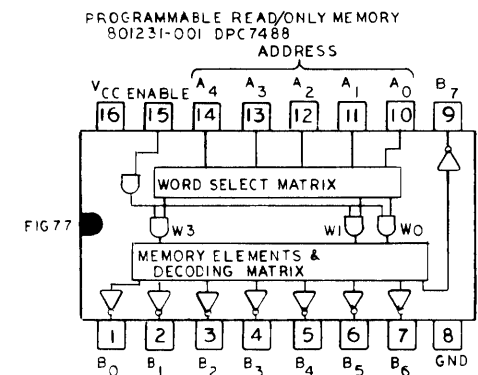 PROGRAMMABLE READ/ONLY MEMORY
801231-001 DPC7488
ADDRESS
VCC ENABLE A4 A3 A2 A1 A0 B7
16 15 14 13 12 11 10 9
WORD SELECT MATRIX
FIG77
W3 W1 W0
MEMORY ELEMENTS &
DECODING MATRIX
1 2 3 4 5 6 7 8
B0 B1 B2 B3 B4 B5 B6 GND